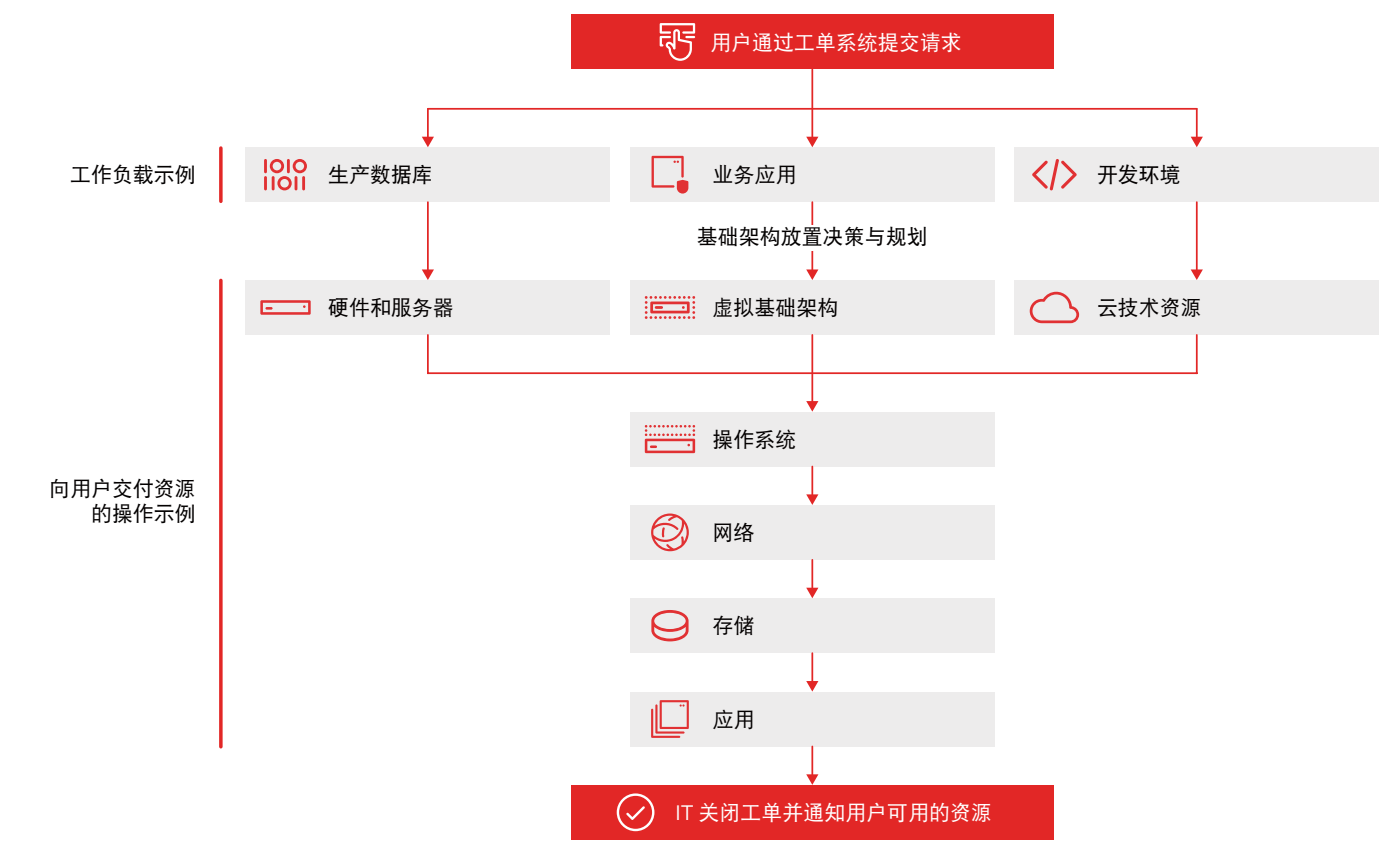 用户通过工单系统提交请求
工作负载示例
生产数据库
业务应用
开发环境
基础架构放置决策与规划
硬件和服务器
虚拟基础架构
云技术资源
操作系统
向用户交付资源
的操作示例
网络
存储
应用
IT 关闭工单并通知用户可用的资源